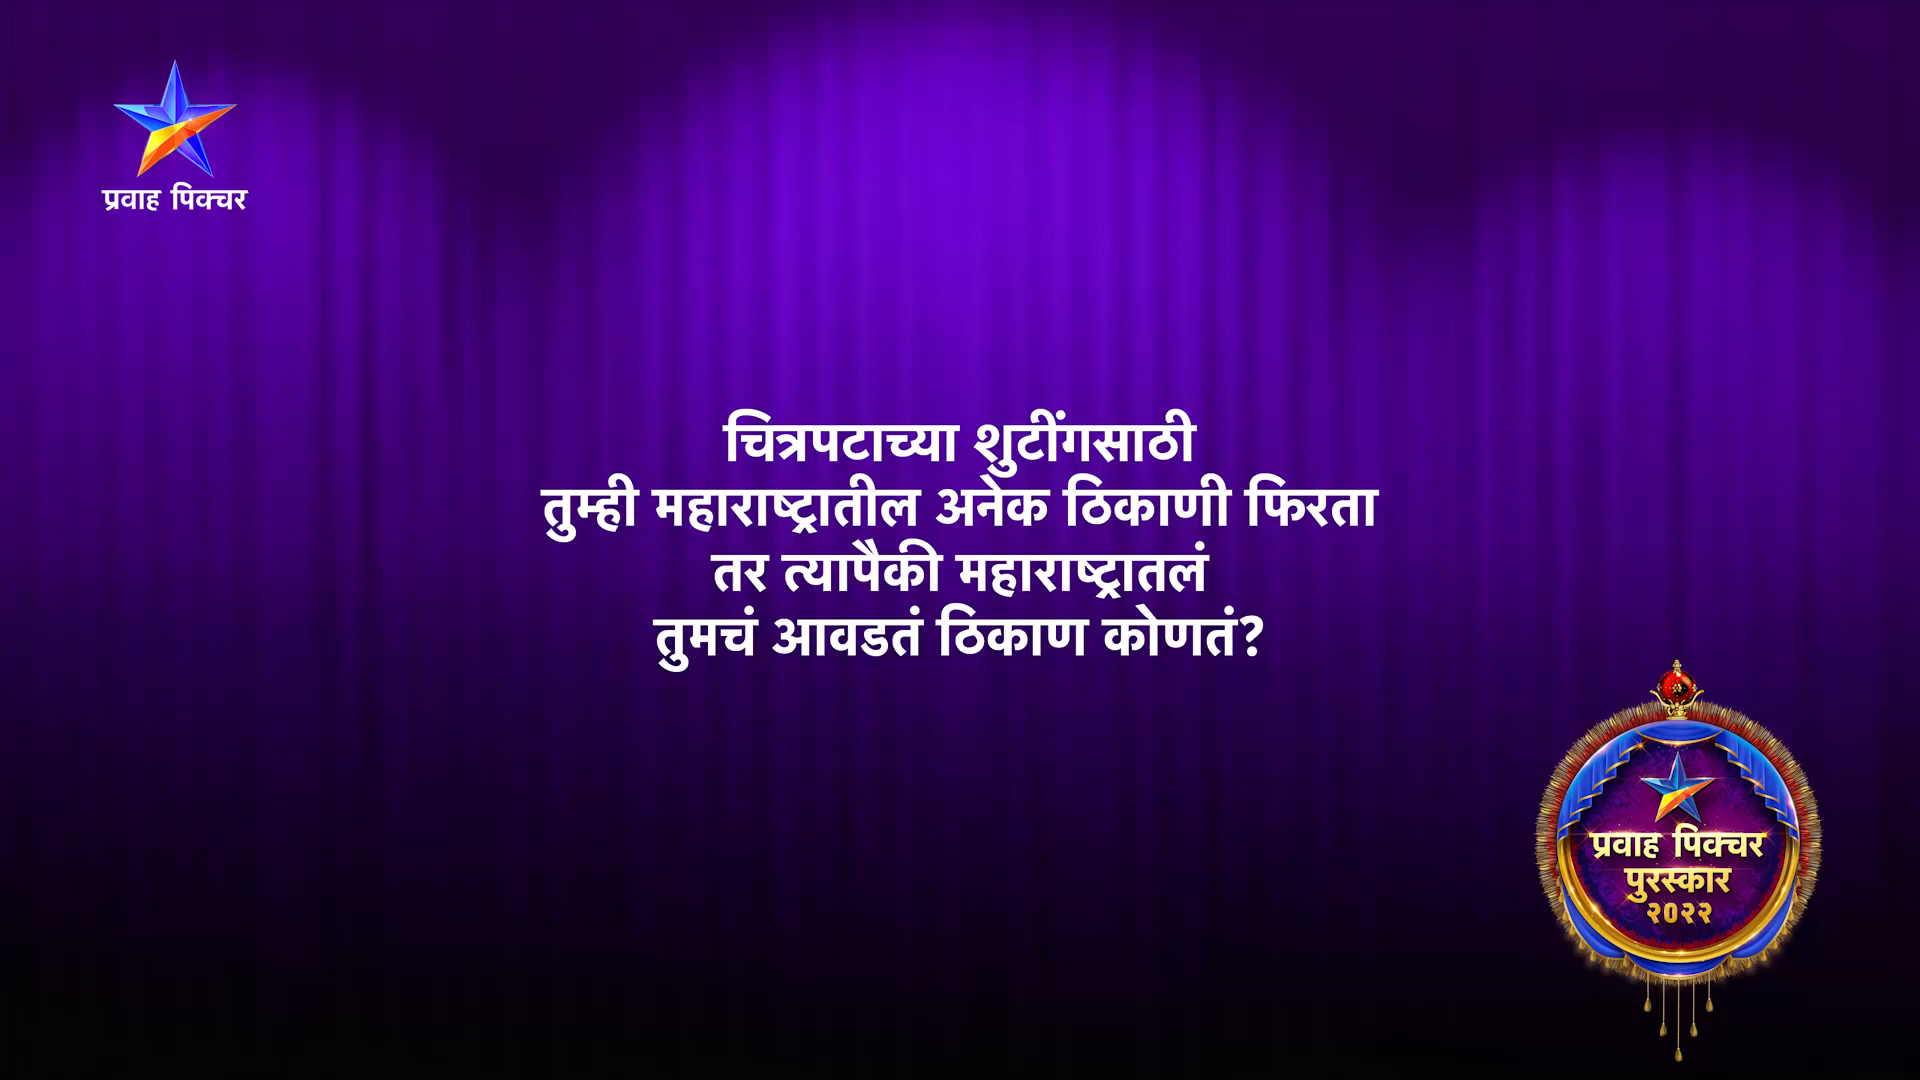 प्रवाह पिक्चर
चित्रपटाच्या शुटींगसाठी
तुम्ही महाराष्ट्रातील अनेक ठिकाणी फिरता
तर त्यापैकी महाराष्ट्रातलं
तुमचं आवडतं ठिकाण कोणतं?
प्रवाह पिक्चर
पुरस्कार
२०२२